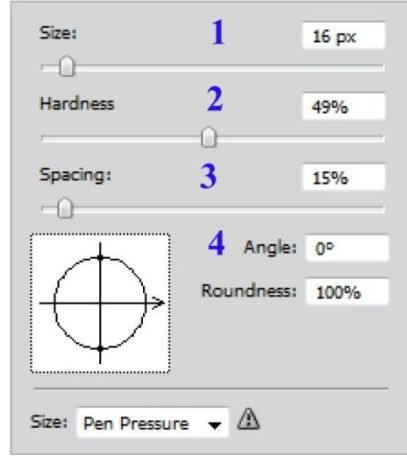 Size: 1 16 px
Hardness 2 49%
Spacing: 3 15%
4 Angle: 0°
Roundness: 100%
Size: Pen Pressure